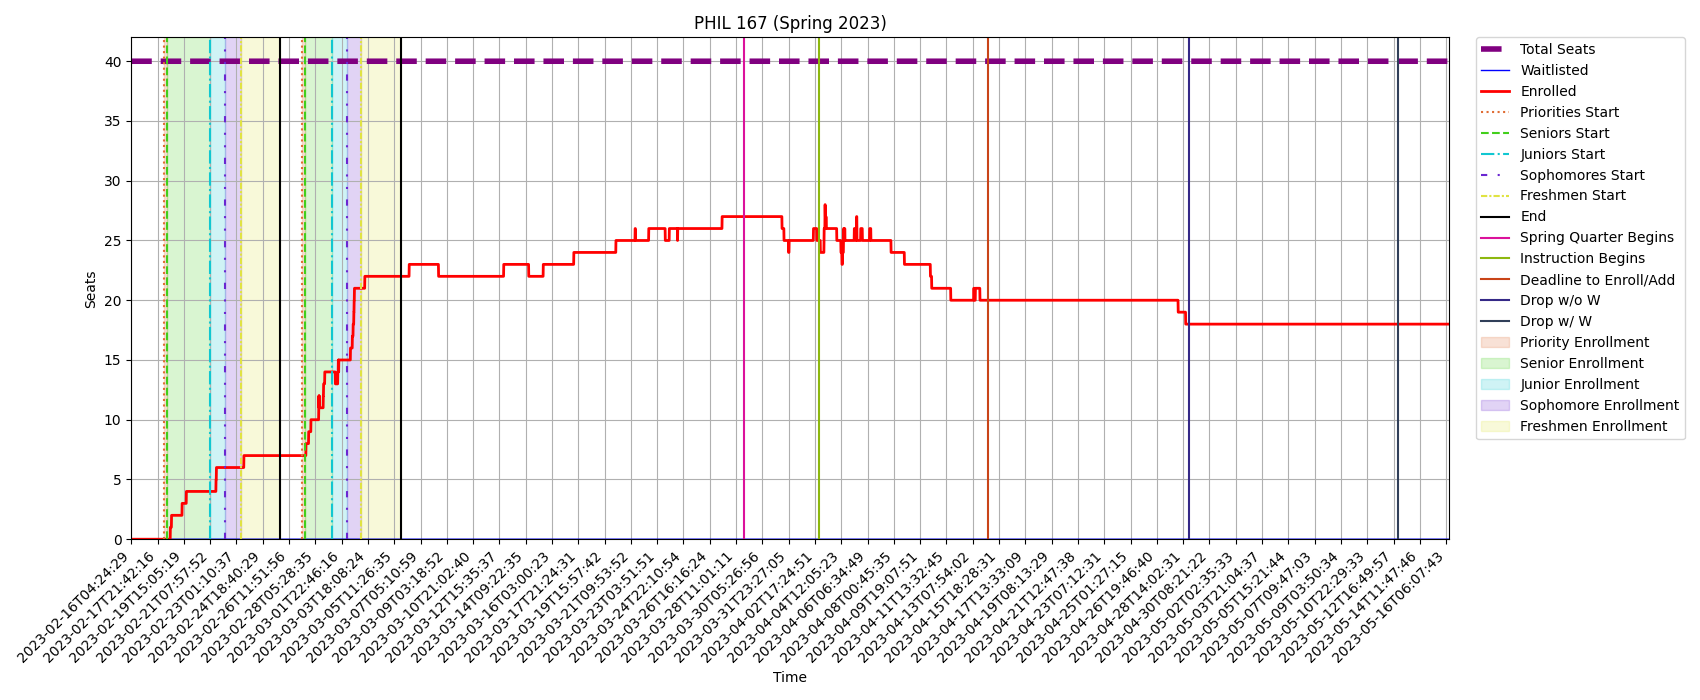 PHIL 167 (Spring 2023)
Seats
40
35
30
25
20
15
10
5
0
2023-02-16T04:24:29
2023-02-17T21:42:16
2023-02-19T15:05:19
2023-02-21T07:57:52
2023-02-23T01:10:37
2023-02-24T18:40:29
2023-02-26T11:51:56
2023-02-28T05:28:35
2023-03-01T22:46:16
2023-03-03T18:08:24
2023-03-05T11:26:35
2023-03-07T05:10:59
2023-03-09T03:18:52
2023-03-10T21:02:40
2023-03-12T15:35:37
2023-03-14T09:22:35
2023-03-16T03:00:23
2023-03-17T21:24:31
2023-03-19T15:57:42
2023-03-21T09:53:52
2023-03-23T03:51:51
2023-03-24T22:10:54
2023-03-26T16:16:24
2023-03-28T11:01:11
2023-03-30T05:26:56
2023-03-31T23:27:05
2023-04-02T17:24:51
2023-04-04T12:05:23
2023-04-06T06:34:49
2023-04-08T00:45:35
2023-04-09T19:07:51
2023-04-11T13:32:45
2023-04-13T07:54:02
2023-04-15T18:28:31
2023-04-17T13:33:09
2023-04-19T08:13:29
2023-04-21T12:47:38
2023-04-23T07:12:31
2023-04-25T01:27:15
2023-04-26T19:46:40
2023-04-28T14:02:31
2023-04-30T08:21:22
2023-05-02T02:35:33
2023-05-03T21:04:37
2023-05-05T15:21:44
2023-05-07T09:47:03
2023-05-09T03:50:34
2023-05-10T22:29:33
2023-05-12T16:49:57
2023-05-14T11:47:46
2023-05-16T06:07:43
Time
Total Seats
Waitlisted
Enrolled
Priorities Start
Seniors Start
Juniors Start
Sophomores Start
Freshmen Start
End
Spring Quarter Begins
Instruction Begins
Deadline to Enroll/Add
Drop w/o W
Drop w/ W
Priority Enrollment
Senior Enrollment
Junior Enrollment
Sophomore Enrollment
Freshmen Enrollment